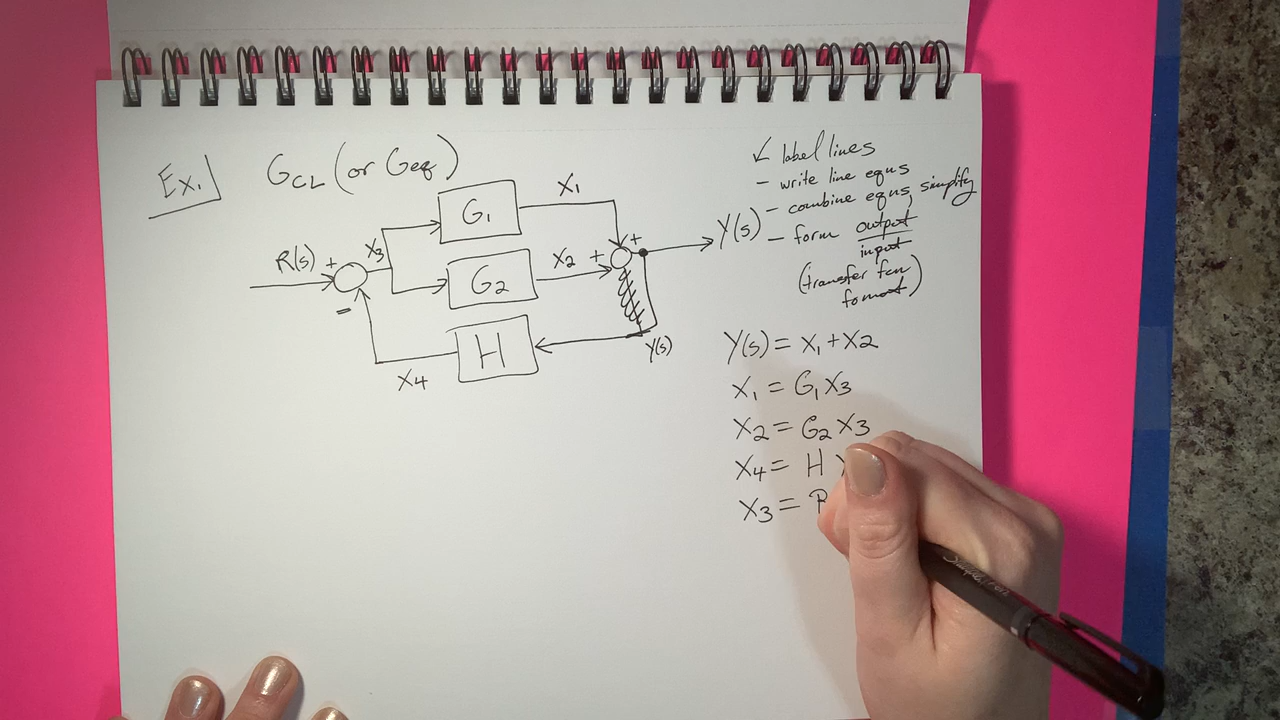 Ex.
GCL (or Geq)
G1
X1
R(s) +
-
X3
G2
X2
+
+
Y(s)
H
X4
Y(s)
✓ label lines
- write line eqns
- combine eqns, simplify
- form output
input
(transfer fcn
format)
Y(s) = X1 + X2
X1 = G1 X3
X2 = G2 X3
X4 = H
X3 =